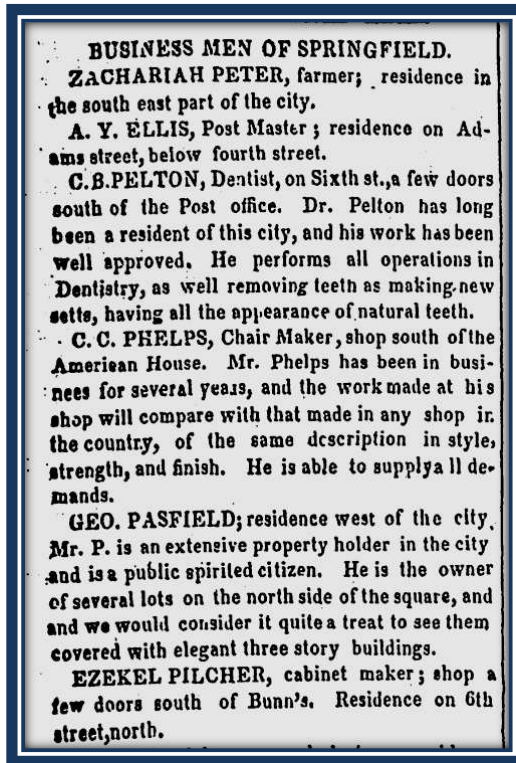 BUSINESS MEN OF SPRINGFIELD.
ZACHARIAH PETER, farmer; residence in
the south east part of the city.
A. Y. ELLIS, Post Master; residence on Ad-
ams street, below fourth street.
C.B.PELTON, Dentist, on Sixth st., a few doors
south of the Post office. Dr. Pelton has long
been a resident of this city, and his work has been
well approved. He performs all operations in
Dentistry, as well removing teeth as making new
setts, having all the appearance of natural teeth.
C. C. PHELPS, Chair Maker, shop south of the
American House. Mr. Phelps has been in busi-
nees for several years, and the work made at his
shop will compare with that made in any shop in
the country, of the same description in style,
strength, and finish. He is able to supplya ll de-
mands.
GEO. PASFIELD; residence west of the city.
Mr. P. is an extensive property holder in the city
and is a public spirited citizen. He is the owner
of several lots on the north side of the square, and
and we would consider it quite a treat to see them
covered with elegant three story buildings.
EZEKEL PILCHER, cabinet maker; shop a
few doors south of Bunn's. Residence on 6th
street,north.